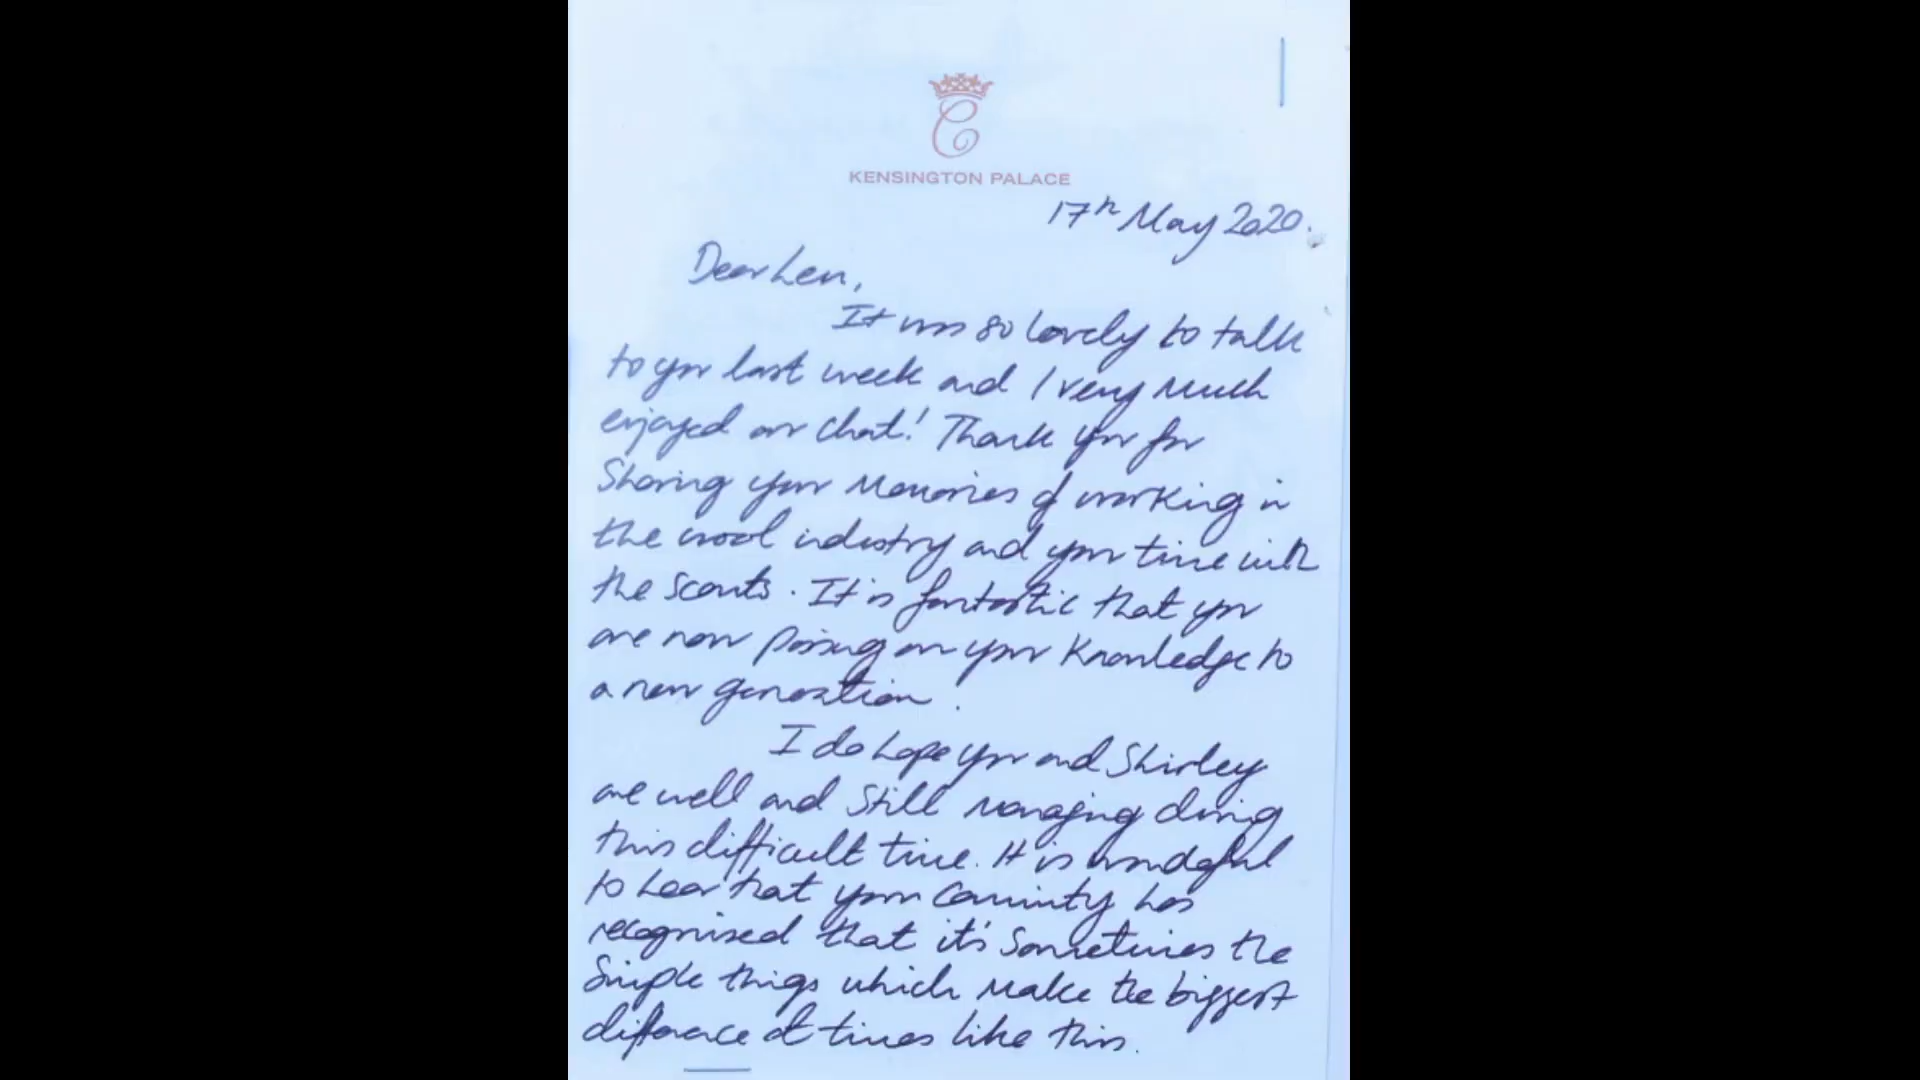 C
KENSINGTON PALACE
17th May 2020.
Dear Len,
It was so lovely to talk
to you last week and I very much
enjoyed our chat! Thank you for
Sharing your memories of working in
the wool industry and your time with
the Scouts. It is fantastic that you
are now passing on your knowledge to
a new generation.
I do hope you and Shirley
are well and still managing during
this difficult time. It is wonderful
to hear that your community has
recognised that it's sometimes the
simple things which make the biggest
difference at times like this.